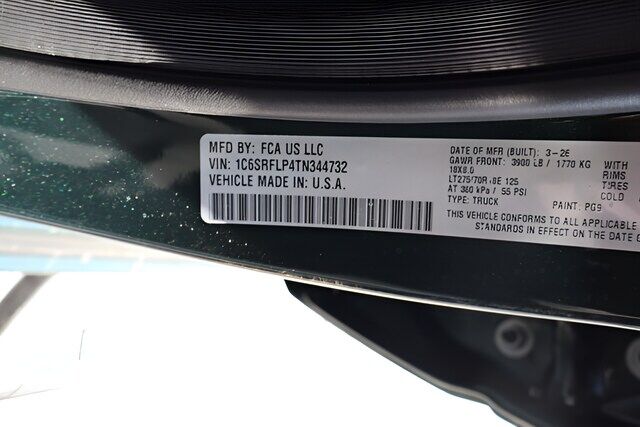 MFD BY: FCA US LLC
VIN: 1C6SRFLP4TN344732
VEHICLE MADE IN U.S.A.
DATE OF MFR (BUILT): 3-26
GAWR FRONT: 3900 LB / 1770 KG WITH
18X8.0 RIMS
LT275/70R18E 125 TIRES
AT 380 kPa / 55 PSI COLD
TYPE: TRUCK PAINT: PG9
THIS VEHICLE CONFORMS TO ALL APPLICABLE
STANDARDS IN EFFECT ON THE DATE O